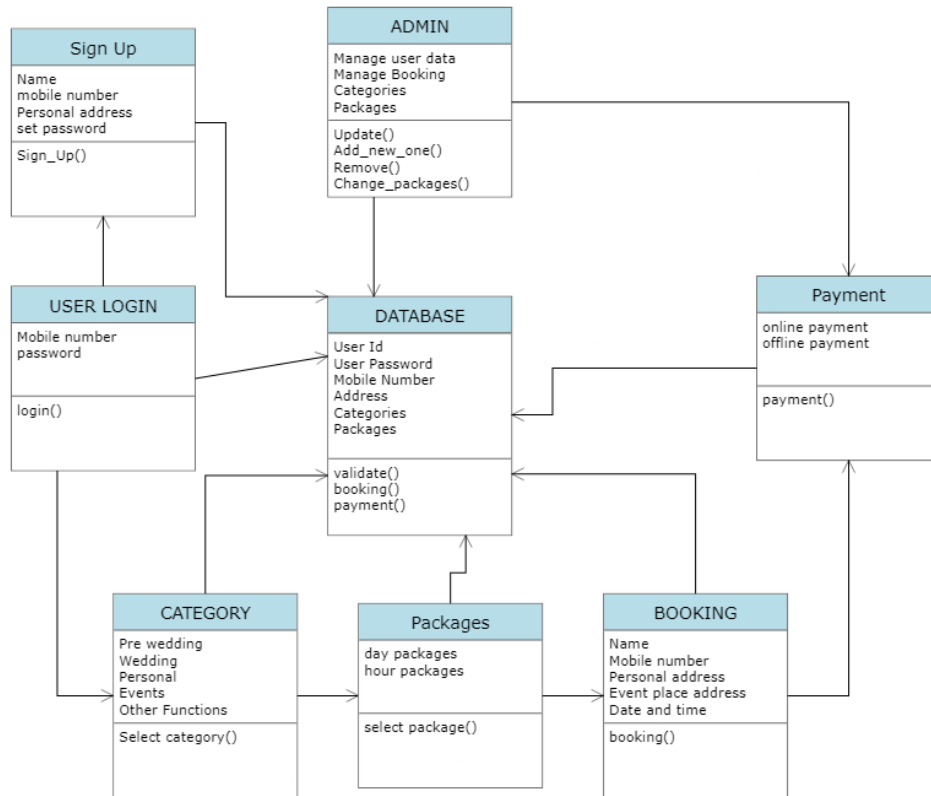 Sign Up
Name
mobile number
Personal address
set password
Sign_Up()
ADMIN
Manage user data
Manage Booking
Categories
Packages
Update()
Add_new_one()
Remove()
Change_packages()
USER LOGIN
Mobile number
password
login()
DATABASE
User Id
User Password
Mobile Number
Address
Categories
Packages
validate()
booking()
payment()
Payment
online payment
offline payment
payment()
CATEGORY
Pre wedding
Wedding
Personal
Events
Other Functions
Select category()
Packages
day packages
hour packages
select package()
BOOKING
Name
Mobile number
Personal address
Event place address
Date and time
booking()